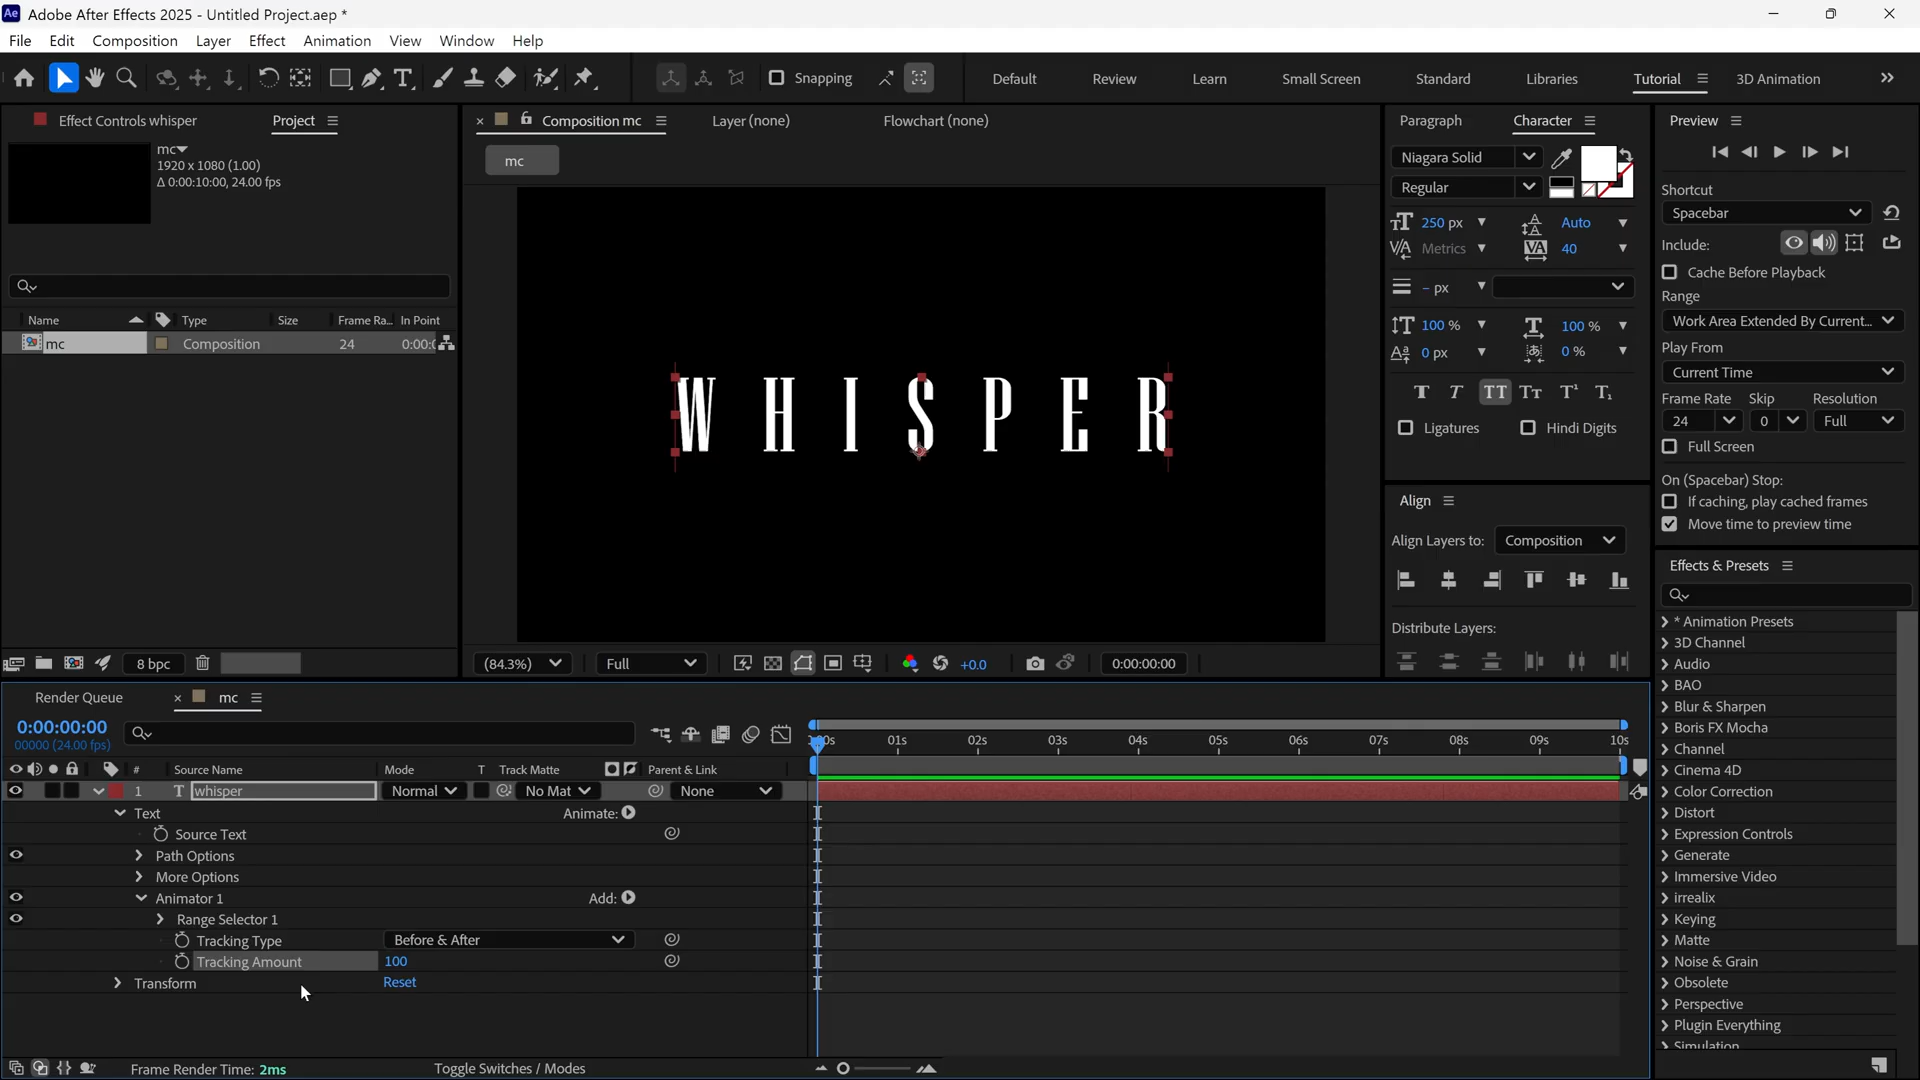 Adobe After Effects 2025 - Untitled Project.aep *
File Edit Composition Layer Effect Animation View Window Help
Snapping
Default Review Learn Small Screen Standard Libraries Tutorial 3D Animation
Effect Controls whisper
Project
mc
1920 x 1080 (1.00)
Δ 0:00:10:00, 24.00 fps
Name Type Size Frame Ra... In Point
mc Composition 24
8 bpc
Composition mc
Layer (none)
Flowchart (none)
mc
WHISPER
(84.3%)
Full
+0.0
0:00:00:00
Paragraph
Character
Niagara Solid
Regular
250 px
Auto
Metrics
40
– px
100 %
100 %
0 px
0 %
Ligatures
Hindi Digits
Align
Align Layers to: Composition
Distribute Layers:
Preview
Shortcut
Spacebar
Include:
Cache Before Playback
Range
Work Area Extended By Current...
Play From
Current Time
Frame Rate Skip Resolution
24 0 Full
Full Screen
On (Spacebar) Stop:
If caching, play cached frames
Move time to preview time
Effects & Presets
* Animation Presets
3D Channel
Audio
BAO
Blur & Sharpen
Boris FX Mocha
Channel
Cinema 4D
Color Correction
Distort
Expression Controls
Generate
Immersive Video
irrealix
Keying
Matte
Noise & Grain
Obsolete
Perspective
Plugin Everything
Simulation
Render Queue
mc
0:00:00:00
00000 (24.00 fps)
01s 02s 03s 04s 05s 06s 07s 08s 09s 10s
# Source Name Mode T Track Matte Parent & Link
1 T whisper Normal No Mat None
Text Animate:
Source Text
Path Options
More Options
Animator 1 Add:
Range Selector 1
Tracking Type Before & After
Tracking Amount 100
Transform Reset
Frame Render Time: 2ms
Toggle Switches / Modes